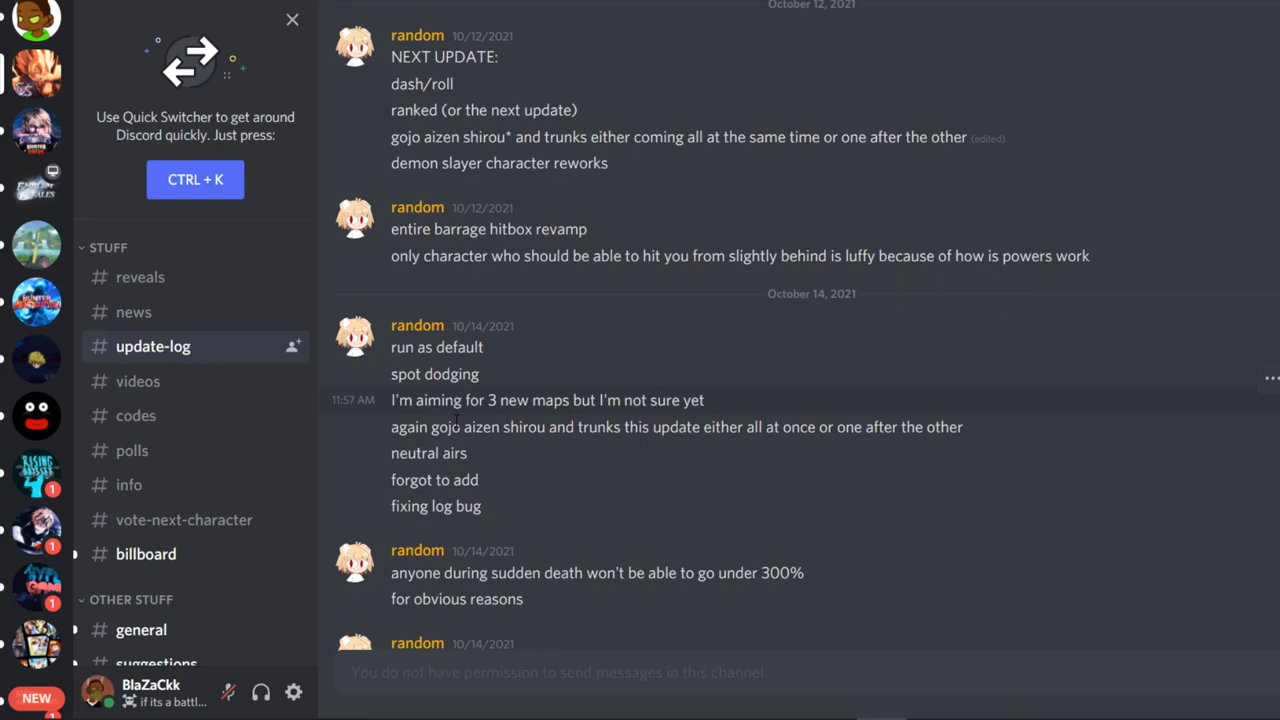 Use Quick Switcher to get around
Discord quickly. Just press:
CTRL + K
STUFF
# reveals
# news
# update-log
# videos
# codes
# polls
# info
# vote-next-character
# billboard
OTHER STUFF
# general
suggestions
BlaZaCkk
if its a battl...
NEW
1
1
1
October 12, 2021
random 10/12/2021
NEXT UPDATE:
dash/roll
ranked (or the next update)
gojo aizen shirou* and trunks either coming all at the same time or one after the other (edited)
demon slayer character reworks
random 10/12/2021
entire barrage hitbox revamp
only character who should be able to hit you from slightly behind is luffy because of how is powers work
October 14, 2021
random 10/14/2021
run as default
spot dodging
11:57 AM I'm aiming for 3 new maps but I'm not sure yet
again gojo aizen shirou and trunks this update either all at once or one after the other
neutral airs
forgot to add
fixing log bug
random 10/14/2021
anyone during sudden death won't be able to go under 300%
for obvious reasons
random 10/14/2021
You do not have permission to send messages in this channel